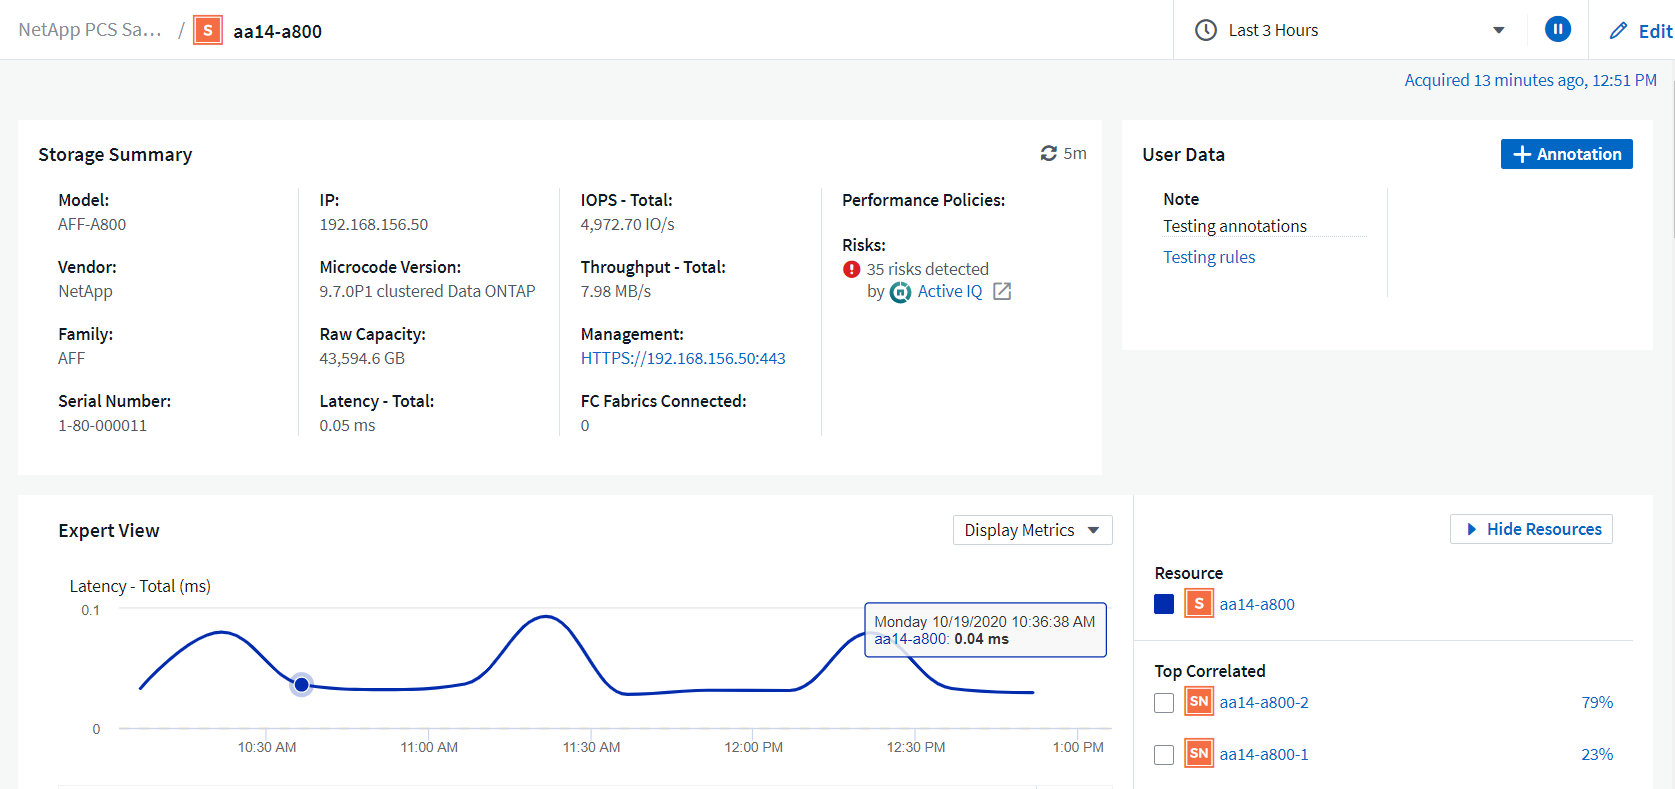 NetApp PCS Sa... / S aa14-a800
Last 3 Hours
Edit
Acquired 13 minutes ago, 12:51 PM
Storage Summary
5m
Model:
AFF-A800
Vendor:
NetApp
Family:
AFF
Serial Number:
1-80-000011
IP:
192.168.156.50
Microcode Version:
9.7.0P1 clustered Data ONTAP
Raw Capacity:
43,594.6 GB
Latency - Total:
0.05 ms
IOPS - Total:
4,972.70 IO/s
Throughput - Total:
7.98 MB/s
Management:
HTTPS://192.168.156.50:443
FC Fabrics Connected:
0
Performance Policies:
Risks:
35 risks detected
by Active IQ
User Data
+ Annotation
Note
Testing annotations
Testing rules
Expert View
Display Metrics
Latency - Total (ms)
0.1
0
Monday 10/19/2020 10:36:38 AM
aa14-a800: 0.04 ms
10:30 AM 11:00 AM 11:30 AM 12:00 PM 12:30 PM 1:00 PM
Hide Resources
Resource
S aa14-a800
Top Correlated
SN aa14-a800-2 79%
SN aa14-a800-1 23%